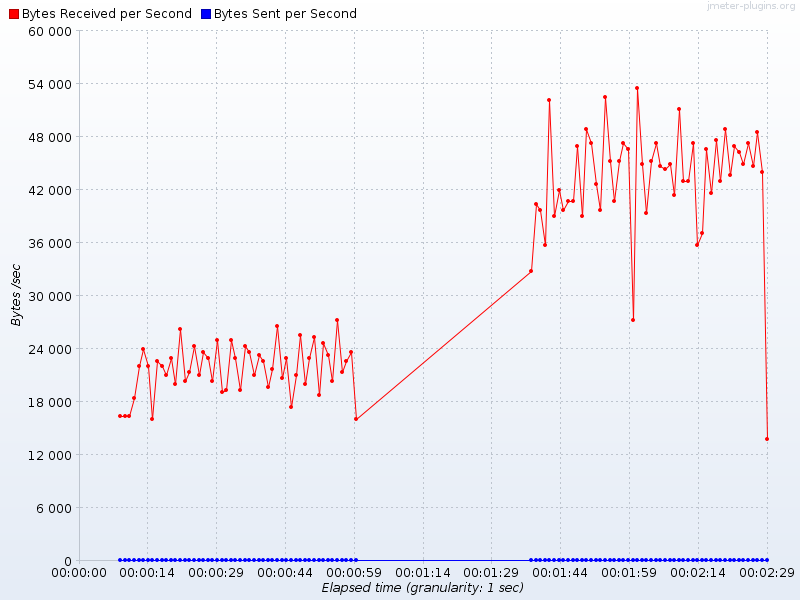 jmeter-plugins.org
Bytes Received per Second Bytes Sent per Second
60 000
54 000
48 000
42 000
36 000
30 000
24 000
18 000
12 000
6 000
0
Bytes /sec
00:00:00 00:00:14 00:00:29 00:00:44 00:00:59 00:01:14 00:01:29 00:01:44 00:01:59 00:02:14 00:02:29
Elapsed time (granularity: 1 sec)